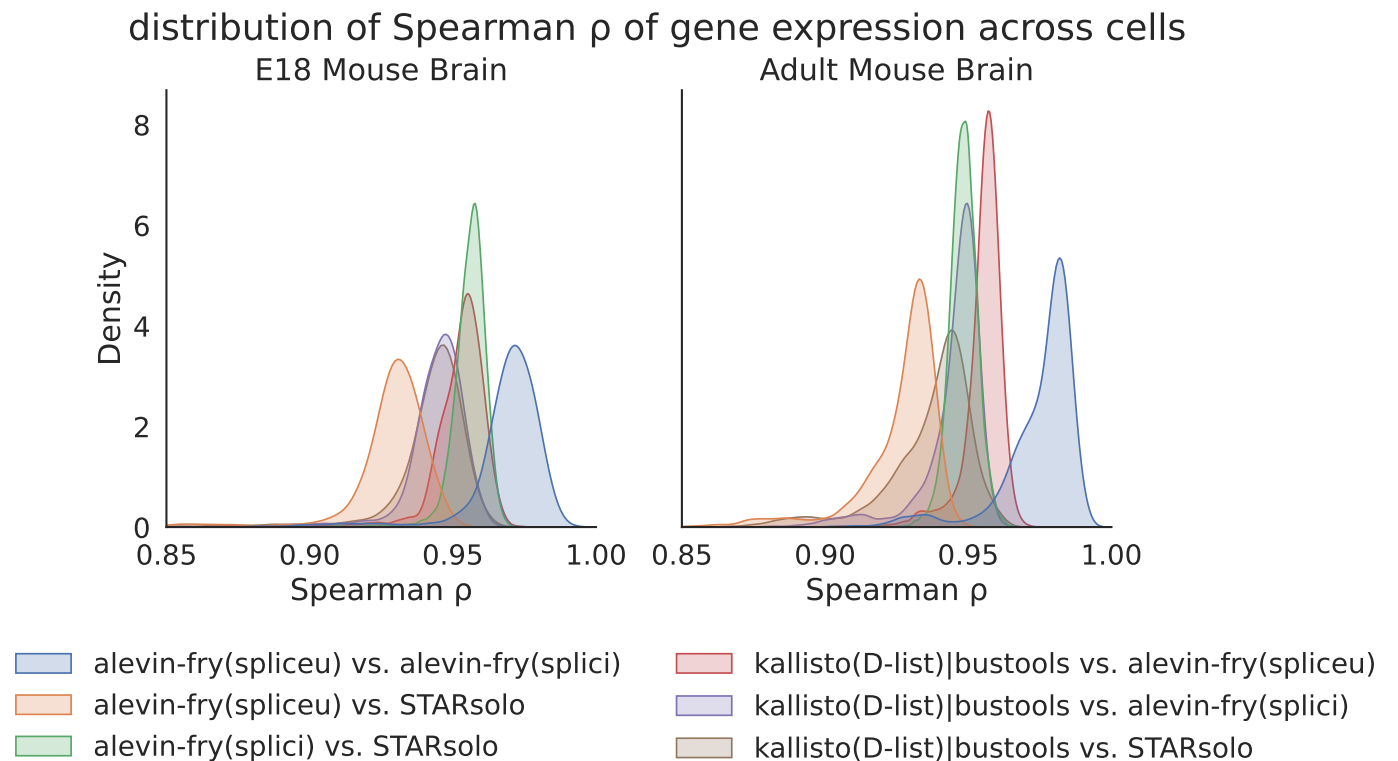 distribution of Spearman ρ of gene expression across cells
E18 Mouse Brain
Adult Mouse Brain
Density
8
6
4
2
0
0.85 0.90 0.95 1.00
0.85 0.90 0.95 1.00
Spearman ρ
Spearman ρ
alevin-fry(spliceu) vs. alevin-fry(splici)
alevin-fry(spliceu) vs. STARsolo
alevin-fry(splici) vs. STARsolo
kallisto(D-list)|bustools vs. alevin-fry(spliceu)
kallisto(D-list)|bustools vs. alevin-fry(splici)
kallisto(D-list)|bustools vs. STARsolo